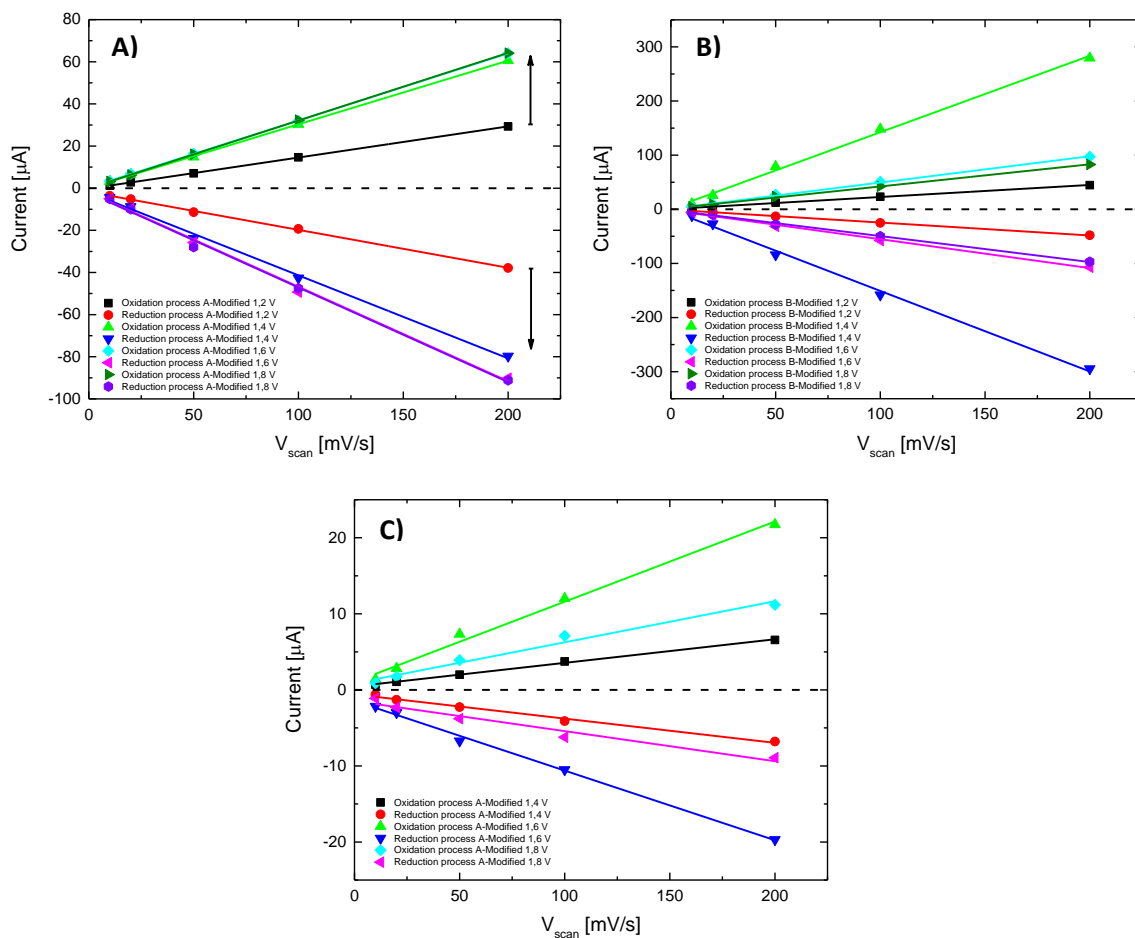 A)
80
60
40
20
0
-20
-40
-60
-80
-100
Current [μA]
Oxidation process A-Modified 1,2 V
Reduction process A-Modified 1,2 V
Oxidation process A-Modified 1,4 V
Reduction process A-Modified 1,4 V
Oxidation process A-Modified 1,6 V
Reduction process A-Modified 1,6 V
Oxidation process A-Modified 1,8 V
Reduction process A-Modified 1,8 V
0 50 100 150 200
V_scan [mV/s]
B)
300
200
100
0
-100
-200
-300
Current [μA]
Oxidation process B-Modified 1,2 V
Reduction process B-Modified 1,2 V
Oxidation process B-Modified 1,4 V
Reduction process B-Modified 1,4 V
Oxidation process B-Modified 1,6 V
Reduction process B-Modified 1,6 V
Oxidation process B-Modified 1,8 V
Reduction process B-Modified 1,8 V
0 50 100 150 200
V_scan [mV/s]
C)
20
10
0
-10
-20
Current [μA]
Oxidation process A-Modified 1,4 V
Reduction process A-Modified 1,4 V
Oxidation process A-Modified 1,6 V
Reduction process A-Modified 1,6 V
Oxidation process A-Modified 1,8 V
Reduction process A-Modified 1,8 V
0 50 100 150 200
V_scan [mV/s]